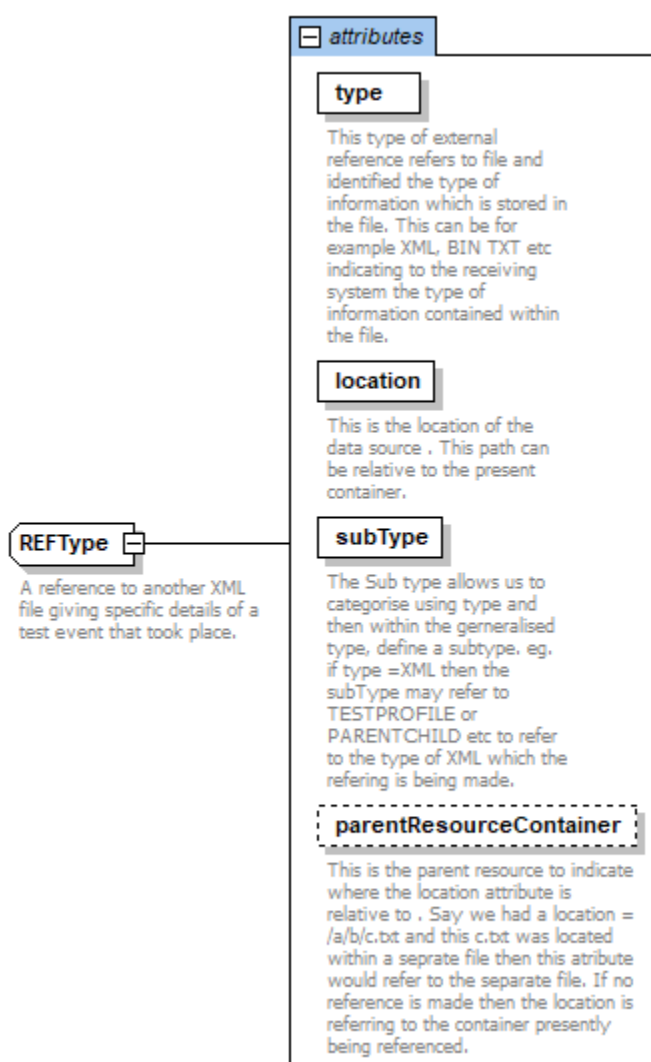 attributes
type
This type of external
reference refers to file and
identified the type of
information which is stored in
the file. This can be for
example XML, BIN TXT etc
indicating to the receiving
system the type of
information contained within
the file.
location
This is the location of the
data source . This path can
be relative to the present
container.
REFType
A reference to another XML
file giving specific details of a
test event that took place.
subType
The Sub type allows us to
categorise using type and
then within the gerneralised
type, define a subtype. eg.
if type =XML then the
subType may refer to
TESTPROFILE or
PARENTCHILD etc to refer
to the type of XML which the
refering is being made.
parentResourceContainer
This is the parent resource to indicate
where the location attribute is
relative to . Say we had a location =
/a/b/c.txt and this c.txt was located
within a seprate file then this atribute
would refer to the separate file. If no
reference is made then the location is
referring to the container presently
being referenced.